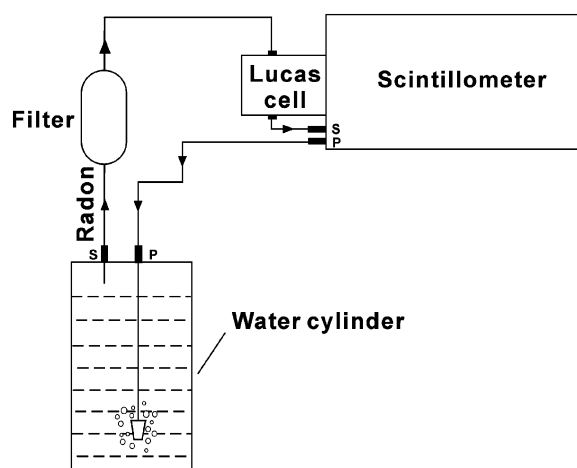 Lucas
cell
Scintillometer
S
P
Filter
Radon
S
P
Water cylinder